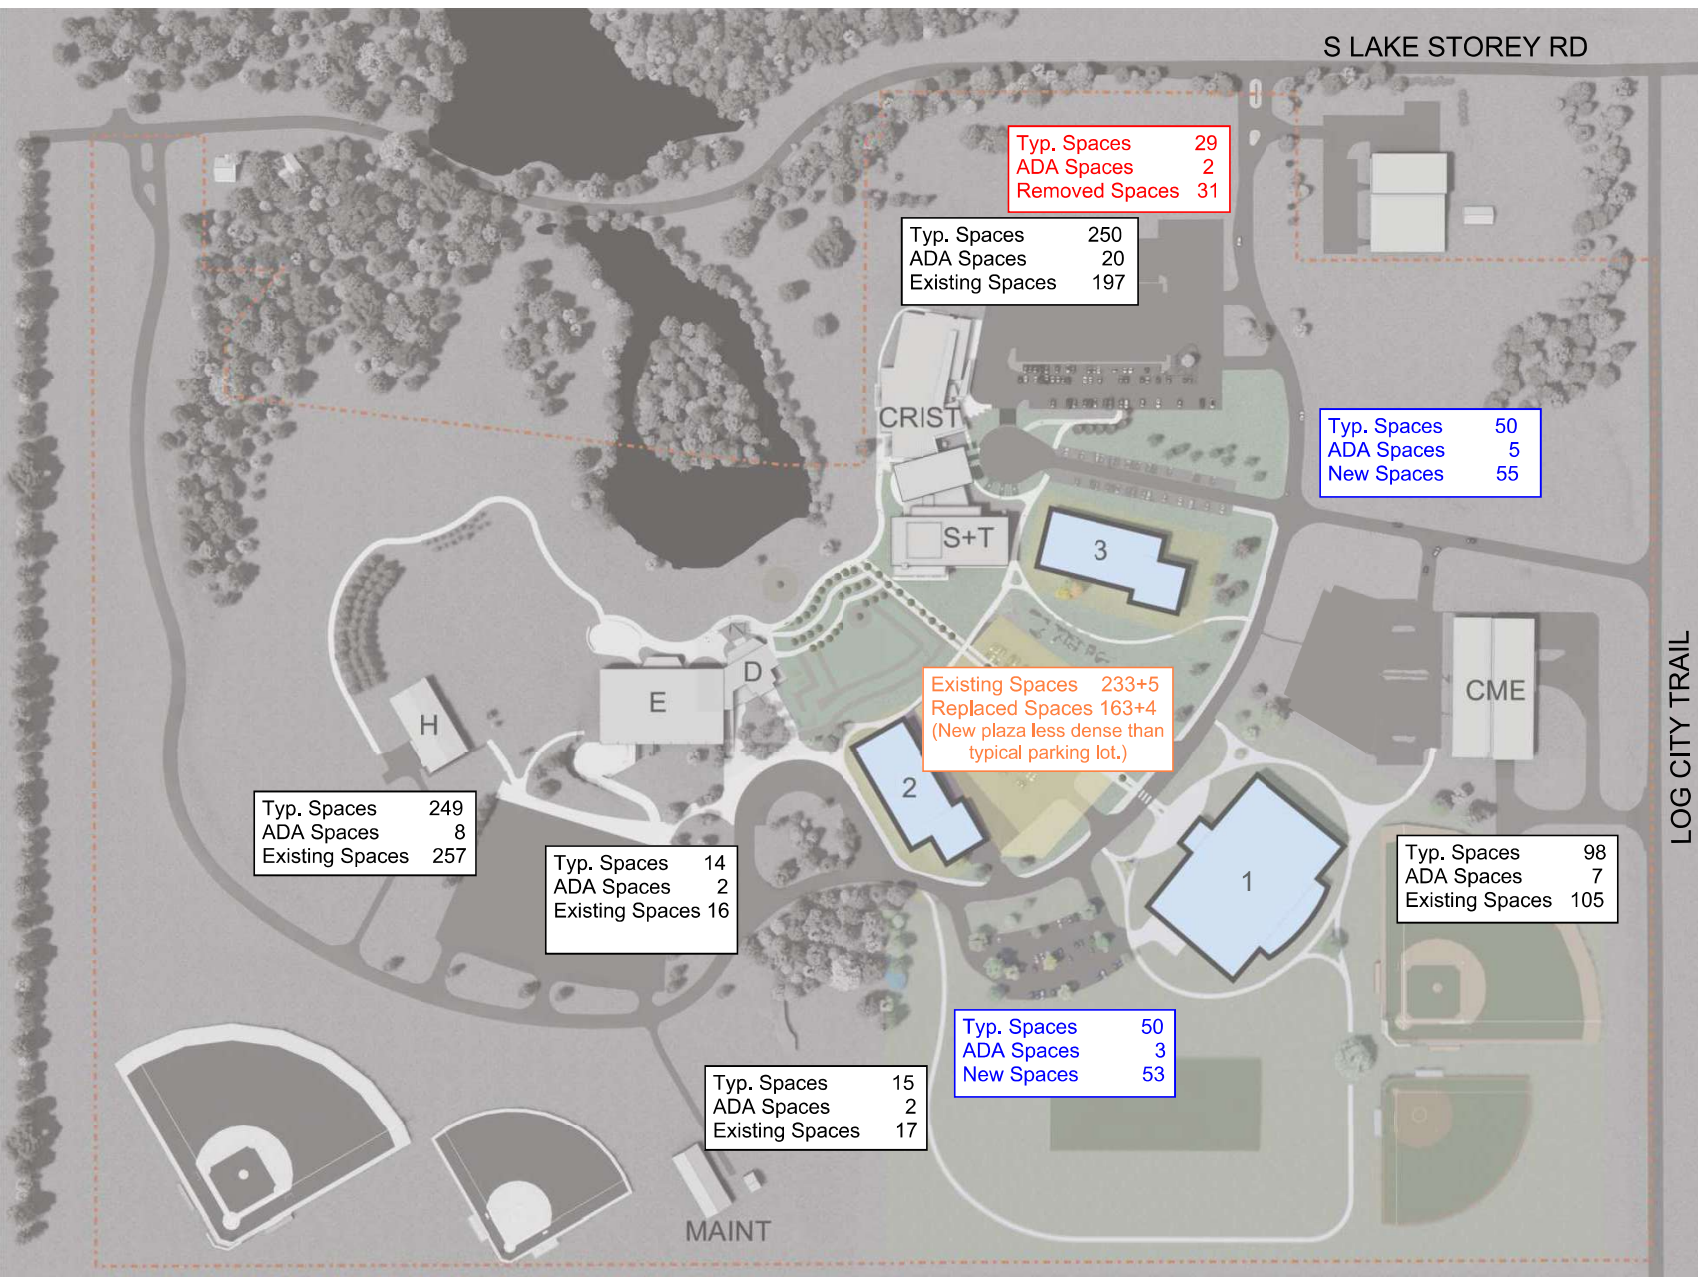 S LAKE STOREY RD
Typ. Spaces 29
ADA Spaces 2
Removed Spaces 31
Typ. Spaces 250
ADA Spaces 20
Existing Spaces 197
CRIST
Typ. Spaces 50
ADA Spaces 5
New Spaces 55
S+T
3
Existing Spaces 233+5
Replaced Spaces 163+4
(New plaza less dense than
typical parking lot.)
D
E
H
CME
LOG CITY TRAIL
2
1
Typ. Spaces 249
ADA Spaces 8
Existing Spaces 257
Typ. Spaces 14
ADA Spaces 2
Existing Spaces 16
Typ. Spaces 98
ADA Spaces 7
Existing Spaces 105
Typ. Spaces 50
ADA Spaces 3
New Spaces 53
Typ. Spaces 15
ADA Spaces 2
Existing Spaces 17
MAINT